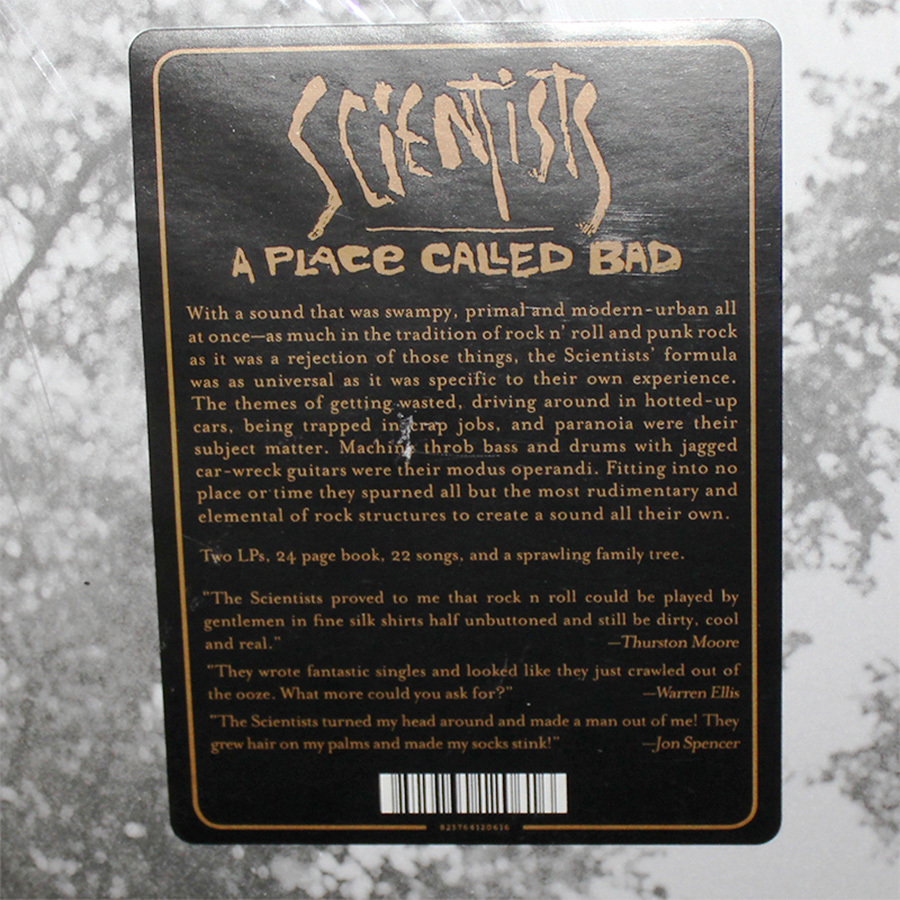 SCiENTiSTS
A PLACE CALLED BAD
With a sound that was swampy, primal and modern-urban all
at once—as much in the tradition of rock n' roll and punk rock
as it was a rejection of those things, the Scientists' formula
was as universal as it was specific to their own experience.
The themes of getting wasted, driving around in hotted-up
cars, being trapped in crap jobs, and paranoia were their
subject matter. Machine throb bass and drums with jagged
car-wreck guitars were their modus operandi. Fitting into no
place or time they spurned all but the most rudimentary and
elemental of rock structures to create a sound all their own.
Two LPs, 24 page book, 22 songs, and a sprawling family tree.
"The Scientists proved to me that rock n roll could be played by
gentlemen in fine silk shirts half unbuttoned and still be dirty, cool
and real." —Thurston Moore
"They wrote fantastic singles and looked like they just crawled out of
the ooze. What more could you ask for?" —Warren Ellis
"The Scientists turned my head around and made a man out of me! They
grew hair on my palms and made my socks stink!" —Jon Spencer
825764120616